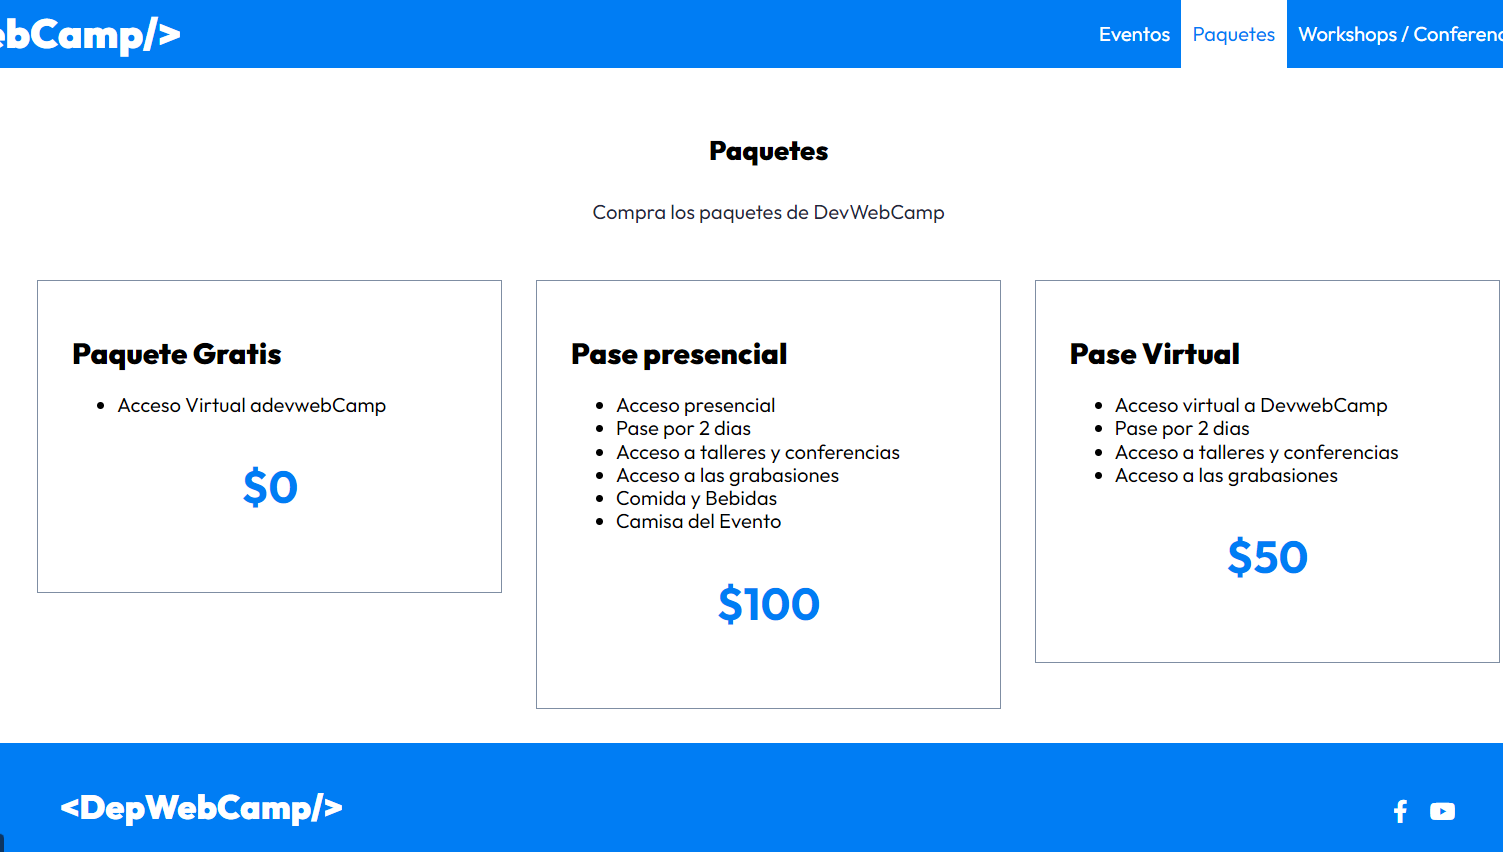 ebCamp/>
Eventos Paquetes Workshops / Conferenc
Paquetes
Compra los paquetes de DevWebCamp
Paquete Gratis
Acceso Virtual adevwebCamp
$0
Pase presencial
Acceso presencial
Pase por 2 dias
Acceso a talleres y conferencias
Acceso a las grabasiones
Comida y Bebidas
Camisa del Evento
$100
Pase Virtual
Acceso virtual a DevwebCamp
Pase por 2 dias
Acceso a talleres y conferencias
Acceso a las grabasiones
$50
<DepWebCamp/>